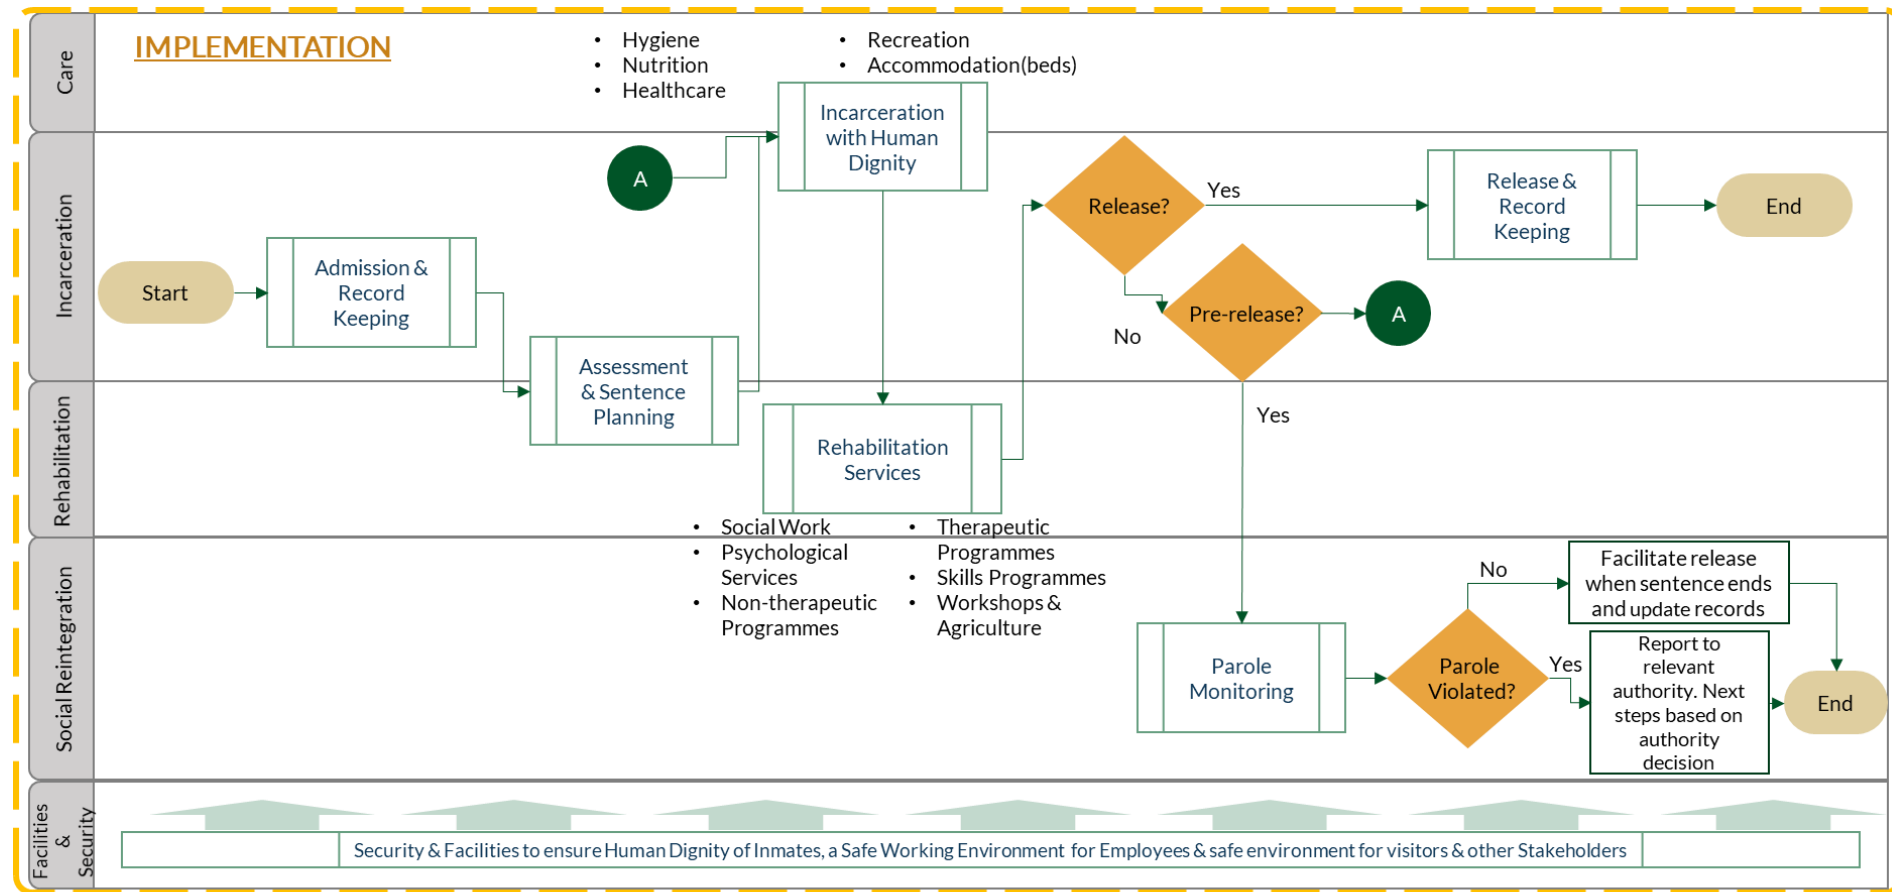 IMPLEMENTATION
Care
• Hygiene
• Nutrition
• Healthcare
• Recreation
• Accommodation(beds)
Incarceration
with Human
Dignity
Incarceration
A
Start
Admission &
Record
Keeping
Assessment
& Sentence
Planning
Release?
Yes
No
Release &
Record
Keeping
End
Pre-release?
A
Yes
Rehabilitation
Rehabilitation
Services
• Social Work
• Psychological
Services
• Non-therapeutic
Programmes
• Therapeutic
Programmes
• Skills Programmes
• Workshops &
Agriculture
Social Reintegration
Parole
Monitoring
Parole
Violated?
No
Facilitate release
when sentence ends
and update records
Yes
Report to
relevant
authority. Next
steps based on
authority
decision
End
Facilities
&
Security
Security & Facilities to ensure Human Dignity of Inmates, a Safe Working Environment for Employees & safe environment for visitors & other Stakeholders